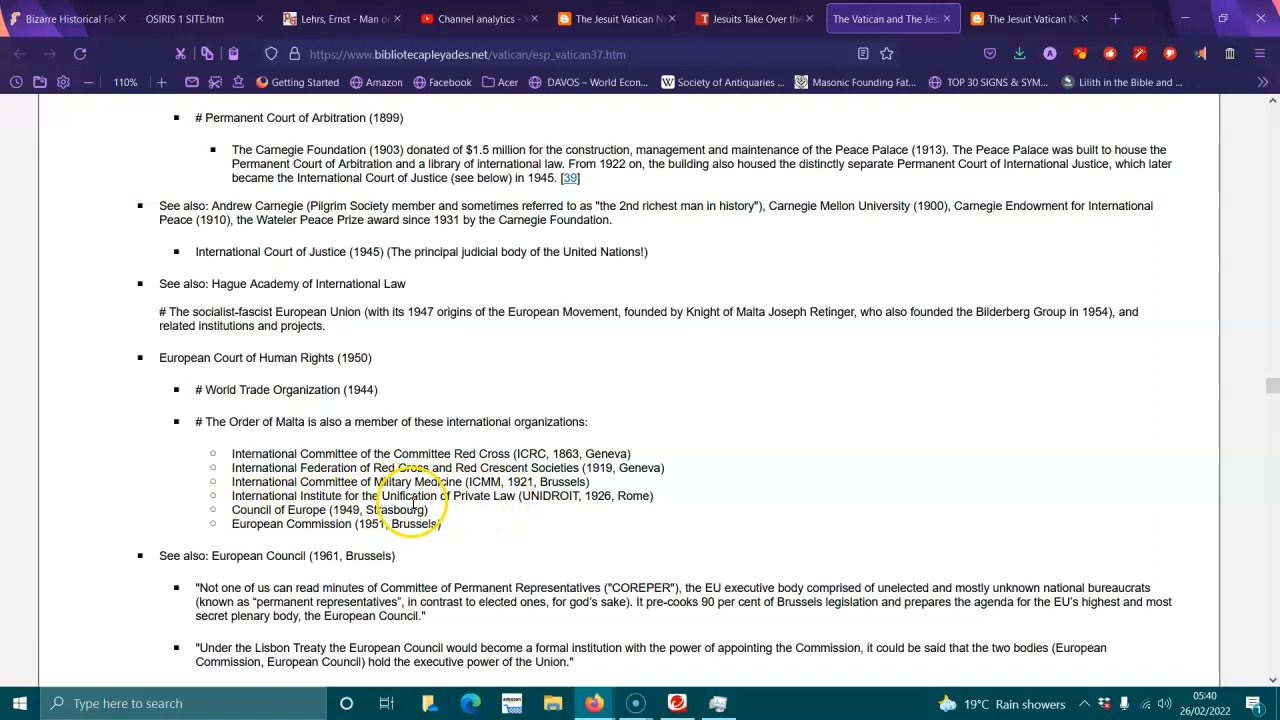 Bizarre Historical Fa
OSIRIS 1 SITE.htm
Lehrs, Ernst - Man o
Channel analytics - Y
The Jesuit Vatican Ne
Jesuits Take Over the
The Vatican and The Jesu
The Jesuit Vatican Ne
https://www.bibliotecapleyades.net/vatican/esp_vatican37.htm
110%
Getting Started
Amazon
Facebook
Acer
DAVOS – World Econ...
Society of Antiquaries ...
Masonic Founding Fat...
TOP 30 SIGNS & SYM...
Lilith in the Bible and ...
# Permanent Court of Arbitration (1899)
The Carnegie Foundation (1903) donated of $1.5 million for the construction, management and maintenance of the Peace Palace (1913). The Peace Palace was built to house the
Permanent Court of Arbitration and a library of international law. From 1922 on, the building also housed the distinctly separate Permanent Court of International Justice, which later
became the International Court of Justice (see below) in 1945. [39]
See also: Andrew Carnegie (Pilgrim Society member and sometimes referred to as "the 2nd richest man in history"), Carnegie Mellon University (1900), Carnegie Endowment for International
Peace (1910), the Wateler Peace Prize award since 1931 by the Carnegie Foundation.
International Court of Justice (1945) (The principal judicial body of the United Nations!)
See also: Hague Academy of International Law
# The socialist-fascist European Union (with its 1947 origins of the European Movement, founded by Knight of Malta Joseph Retinger, who also founded the Bilderberg Group in 1954), and
related institutions and projects.
European Court of Human Rights (1950)
# World Trade Organization (1944)
# The Order of Malta is also a member of these international organizations:
International Committee of the Committee Red Cross (ICRC, 1863, Geneva)
International Federation of Red Cross and Red Crescent Societies (1919, Geneva)
International Committee of Military Medicine (ICMM, 1921, Brussels)
International Institute for the Unification of Private Law (UNIDROIT, 1926, Rome)
Council of Europe (1949, Strasbourg)
European Commission (1951, Brussels)
See also: European Council (1961, Brussels)
"Not one of us can read minutes of Committee of Permanent Representatives ("COREPER"), the EU executive body comprised of unelected and mostly unknown national bureaucrats
(known as “permanent representatives”, in contrast to elected ones, for god’s sake). It pre-cooks 90 per cent of Brussels legislation and prepares the agenda for the EU’s highest and most
secret plenary body, the European Council."
"Under the Lisbon Treaty the European Council would become a formal institution with the power of appointing the Commission, it could be said that the two bodies (European
Commission, European Council) hold the executive power of the Union."
Type here to search
19°C Rain showers
05:40
26/02/2022